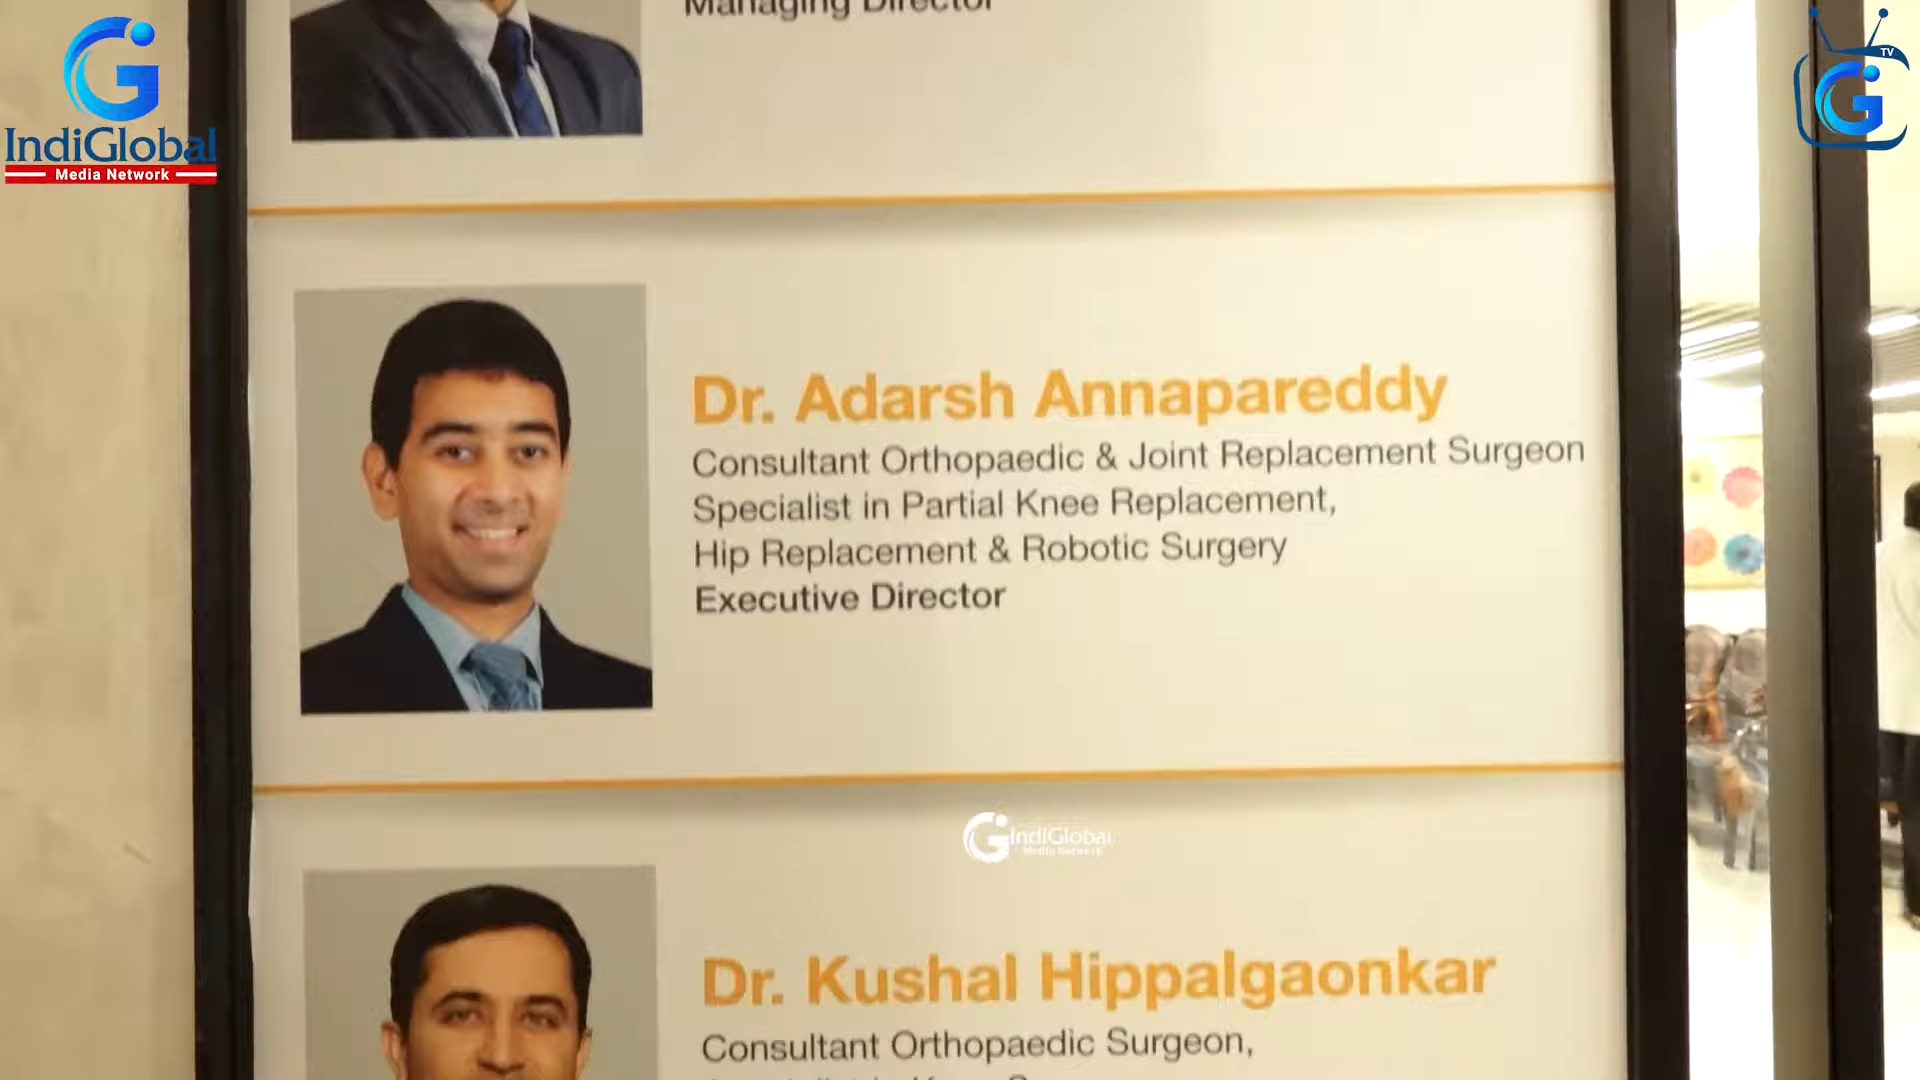 Managing Director
IndiGlobal
Media Network
TV
Dr. Adarsh Annapareddy
Consultant Orthopaedic & Joint Replacement Surgeon
Specialist in Partial Knee Replacement,
Hip Replacement & Robotic Surgery
Executive Director
IndiGlobal
Media Network
Dr. Kushal Hippalgaonkar
Consultant Orthopaedic Surgeon,